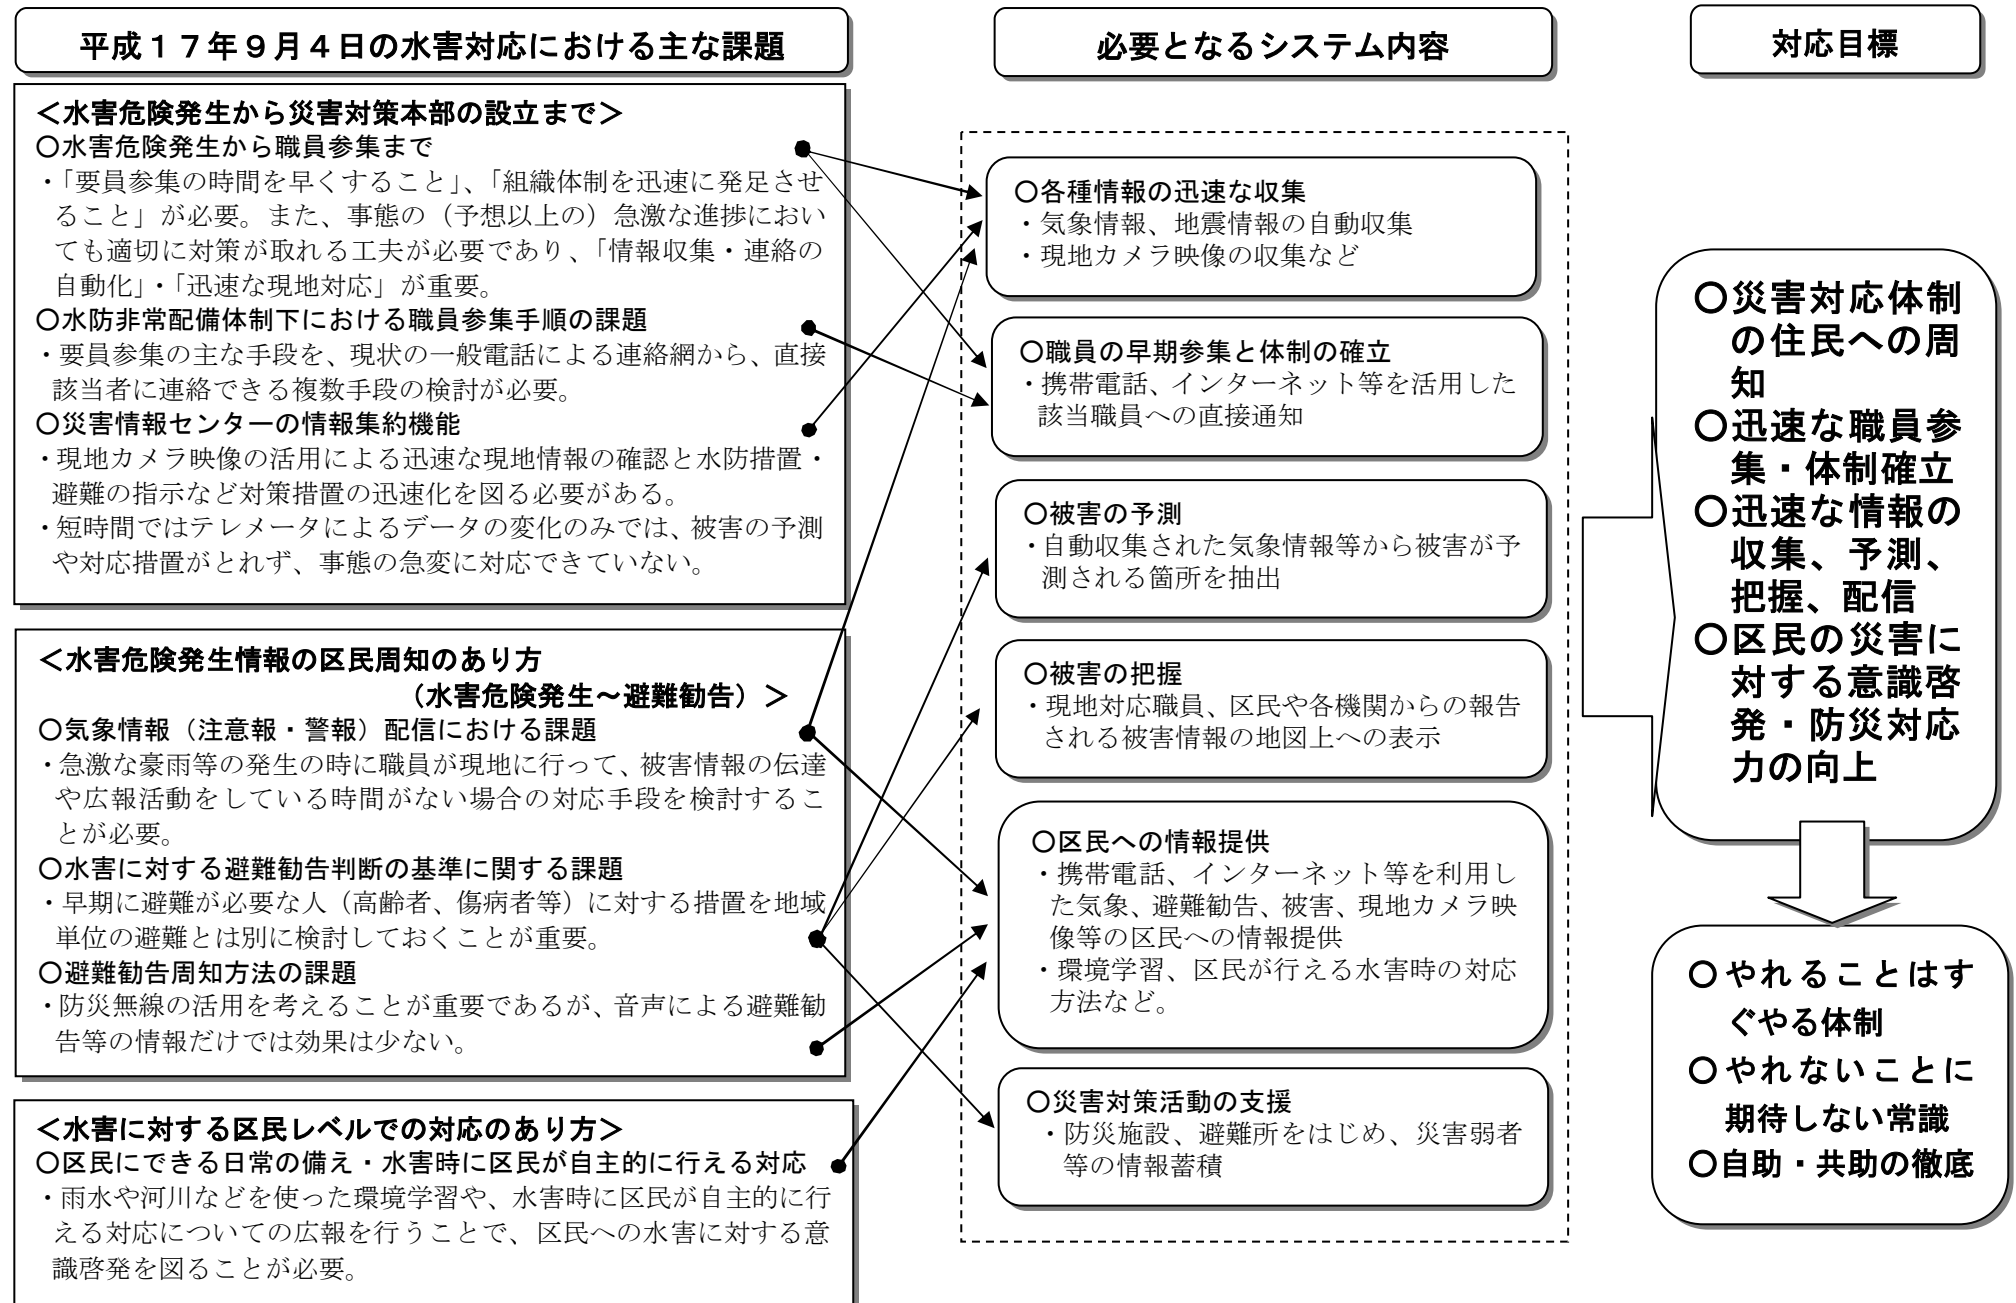 平成１７年９月４日の水害対応における主な課題
＜水害危険発生から災害対策本部の設立まで＞
○水害危険発生から職員参集まで
・「要員参集の時間を早くすること」、「組織体制を迅速に発足させ
ること」が必要。また、事態の（予想以上の）急激な進捗におい
ても適切に対策が取れる工夫が必要であり、「情報収集・連絡の
自動化」・「迅速な現地対応」が重要。
○水防非常配備体制下における職員参集手順の課題
・要員参集の主な手段を、現状の一般電話による連絡網から、直接
該当者に連絡できる複数手段の検討が必要。
○災害情報センターの情報集約機能
・現地カメラ映像の活用による迅速な現地情報の確認と水防措置・
避難の指示など対策措置の迅速化を図る必要がある。
・短時間ではテレメータによるデータの変化のみでは、被害の予測
や対応措置がとれず、事態の急変に対応できていない。
＜水害危険発生情報の区民周知のあり方
（水害危険発生～避難勧告）＞
○気象情報（注意報・警報）配信における課題
・急激な豪雨等の発生の時に職員が現地に行って、被害情報の伝達
や広報活動をしている時間がない場合の対応手段を検討するこ
とが必要。
○水害に対する避難勧告判断の基準に関する課題
・早期に避難が必要な人（高齢者、傷病者等）に対する措置を地域
単位の避難とは別に検討しておくことが重要。
○避難勧告周知方法の課題
・防災無線の活用を考えることが重要であるが、音声による避難勧
告等の情報だけでは効果は少ない。
＜水害に対する区民レベルでの対応のあり方＞
○区民にできる日常の備え・水害時に区民が自主的に行える対応
・雨水や河川などを使った環境学習や、水害時に区民が自主的に行
える対応についての広報を行うことで、区民への水害に対する意
識啓発を図ることが必要。
必要となるシステム内容
○各種情報の迅速な収集
・気象情報、地震情報の自動収集
・現地カメラ映像の収集など
○職員の早期参集と体制の確立
・携帯電話、インターネット等を活用した
該当職員への直接通知
○被害の予測
・自動収集された気象情報等から被害が予
測される箇所を抽出
○被害の把握
・現地対応職員、区民や各機関からの報告
される被害情報の地図上への表示
○区民への情報提供
・携帯電話、インターネット等を利用し
た気象、避難勧告、被害、現地カメラ映
像等の区民への情報提供
・環境学習、区民が行える水害時の対応
方法など。
○災害対策活動の支援
・防災施設、避難所をはじめ、災害弱者
等の情報蓄積
対応目標
○災害対応体制
の住民への周
知
○迅速な職員参
集・体制確立
○迅速な情報の
収集、予測、
把握、配信
○区民の災害に
対する意識啓
発・防災対応
力の向上
○やれることはす
ぐやる体制
○やれないことに
期待しない常識
○自助・共助の徹底